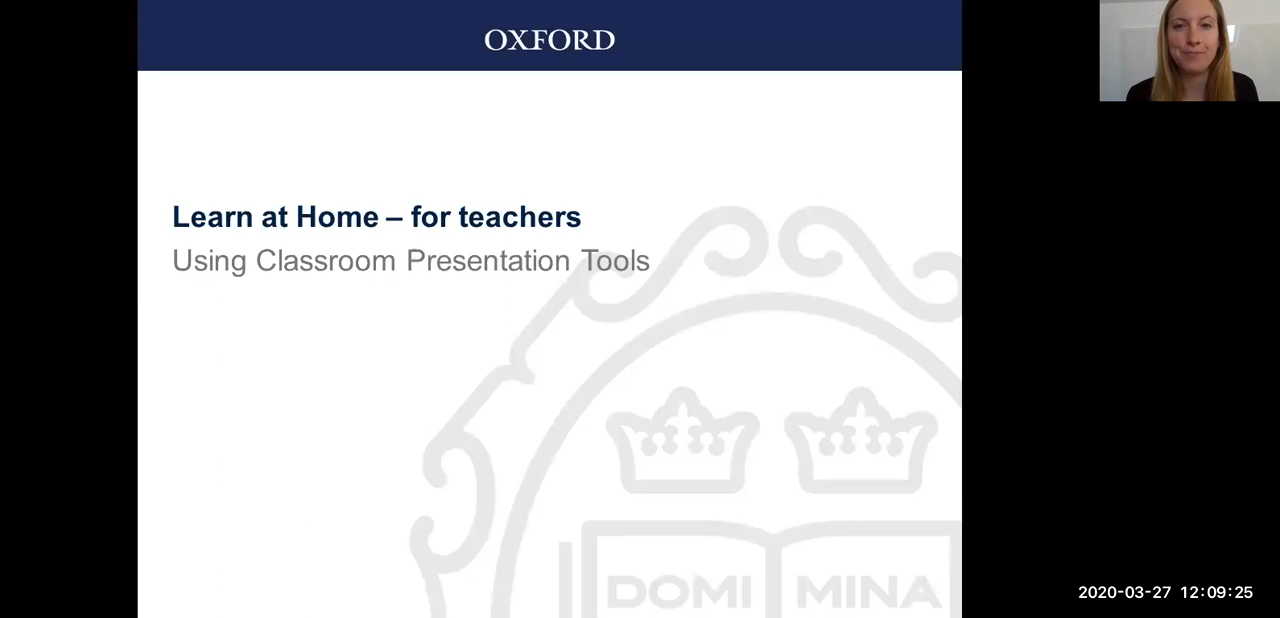 OXFORD
Learn at Home – for teachers
Using Classroom Presentation Tools
DOMI MINA
2020-03-27 12:09:25